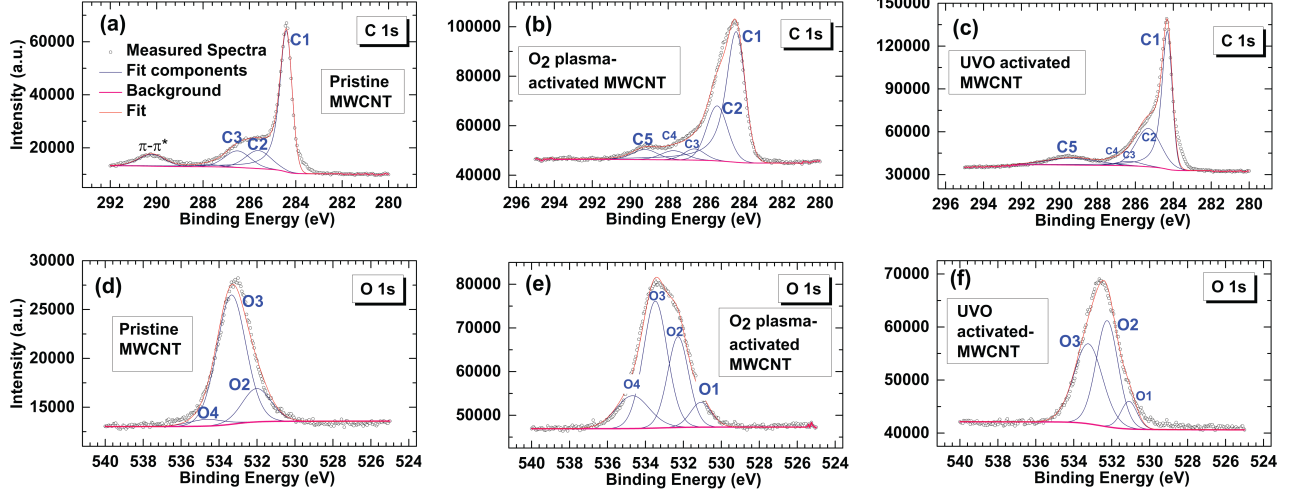 (a)
C 1s
Measured Spectra
Fit components
Background
Fit
Pristine
MWCNT
C1
C2
C3
π-π*
Intensity (a.u.)
60000
40000
20000
292 290 288 286 284 282 280
Binding Energy (eV)
(b)
C 1s
O2 plasma-
activated MWCNT
C1
C2
C3
C4
C5
100000
80000
60000
40000
292 290 288 286 284 282 280
Binding Energy (eV)
(c)
C 1s
UVO activated
MWCNT
C1
C2
C3
C4
C5
150000
120000
90000
60000
30000
296 294 292 290 288 286 284 282 280
Binding Energy (eV)
(d)
O 1s
Pristine
MWCNT
O3
O2
O4
Intensity (a.u.)
30000
25000
20000
15000
540 538 536 534 532 530 528 526 524
Binding Energy (eV)
(e)
O 1s
O2 plasma-
activated
MWCNT
O3
O2
O4
O1
80000
70000
60000
50000
540 538 536 534 532 530 528 526 524
Binding Energy (eV)
(f)
O 1s
UVO
activated-
MWCNT
O3
O2
O1
70000
60000
50000
40000
540 538 536 534 532 530 528 526 524
Binding Energy (eV)